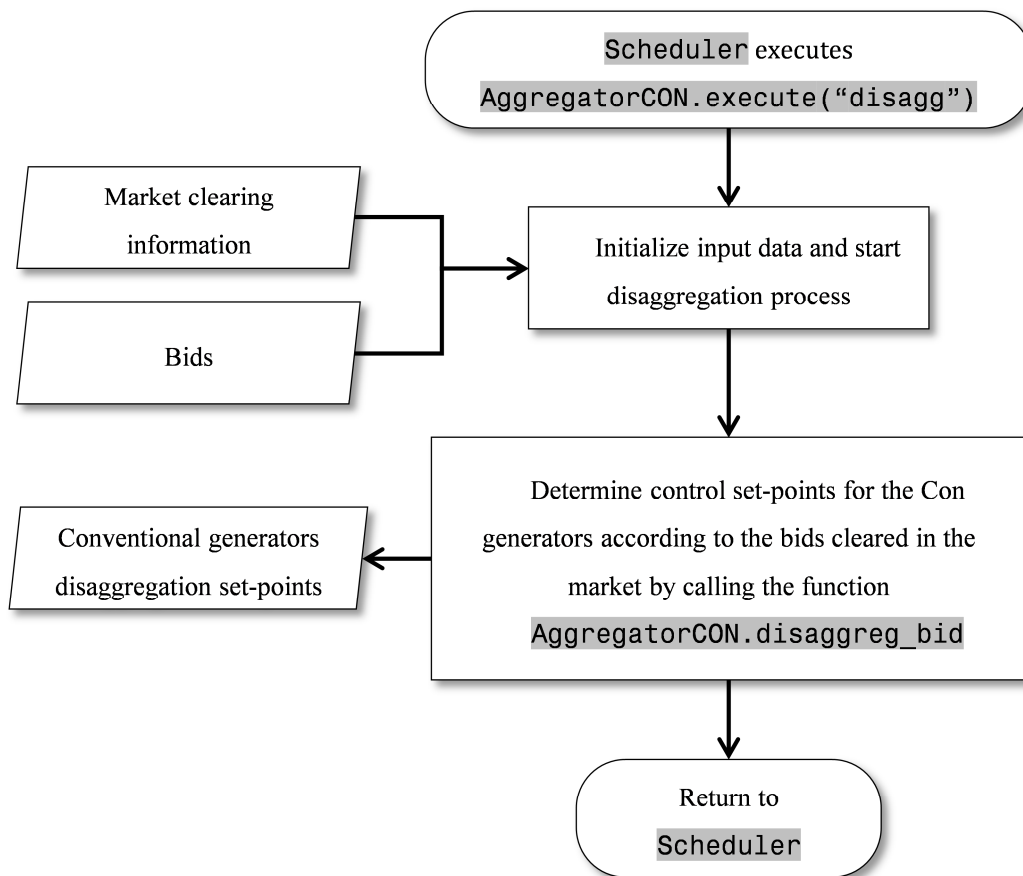 Scheduler executes
AggregatorCON.execute(“disagg”)
Market clearing
information
Bids
Initialize input data and start
disaggregation process
Determine control set-points for the Con
generators according to the bids cleared in the
market by calling the function
AggregatorCON.disaggreg_bid
Conventional generators
disaggregation set-points
Return to
Scheduler